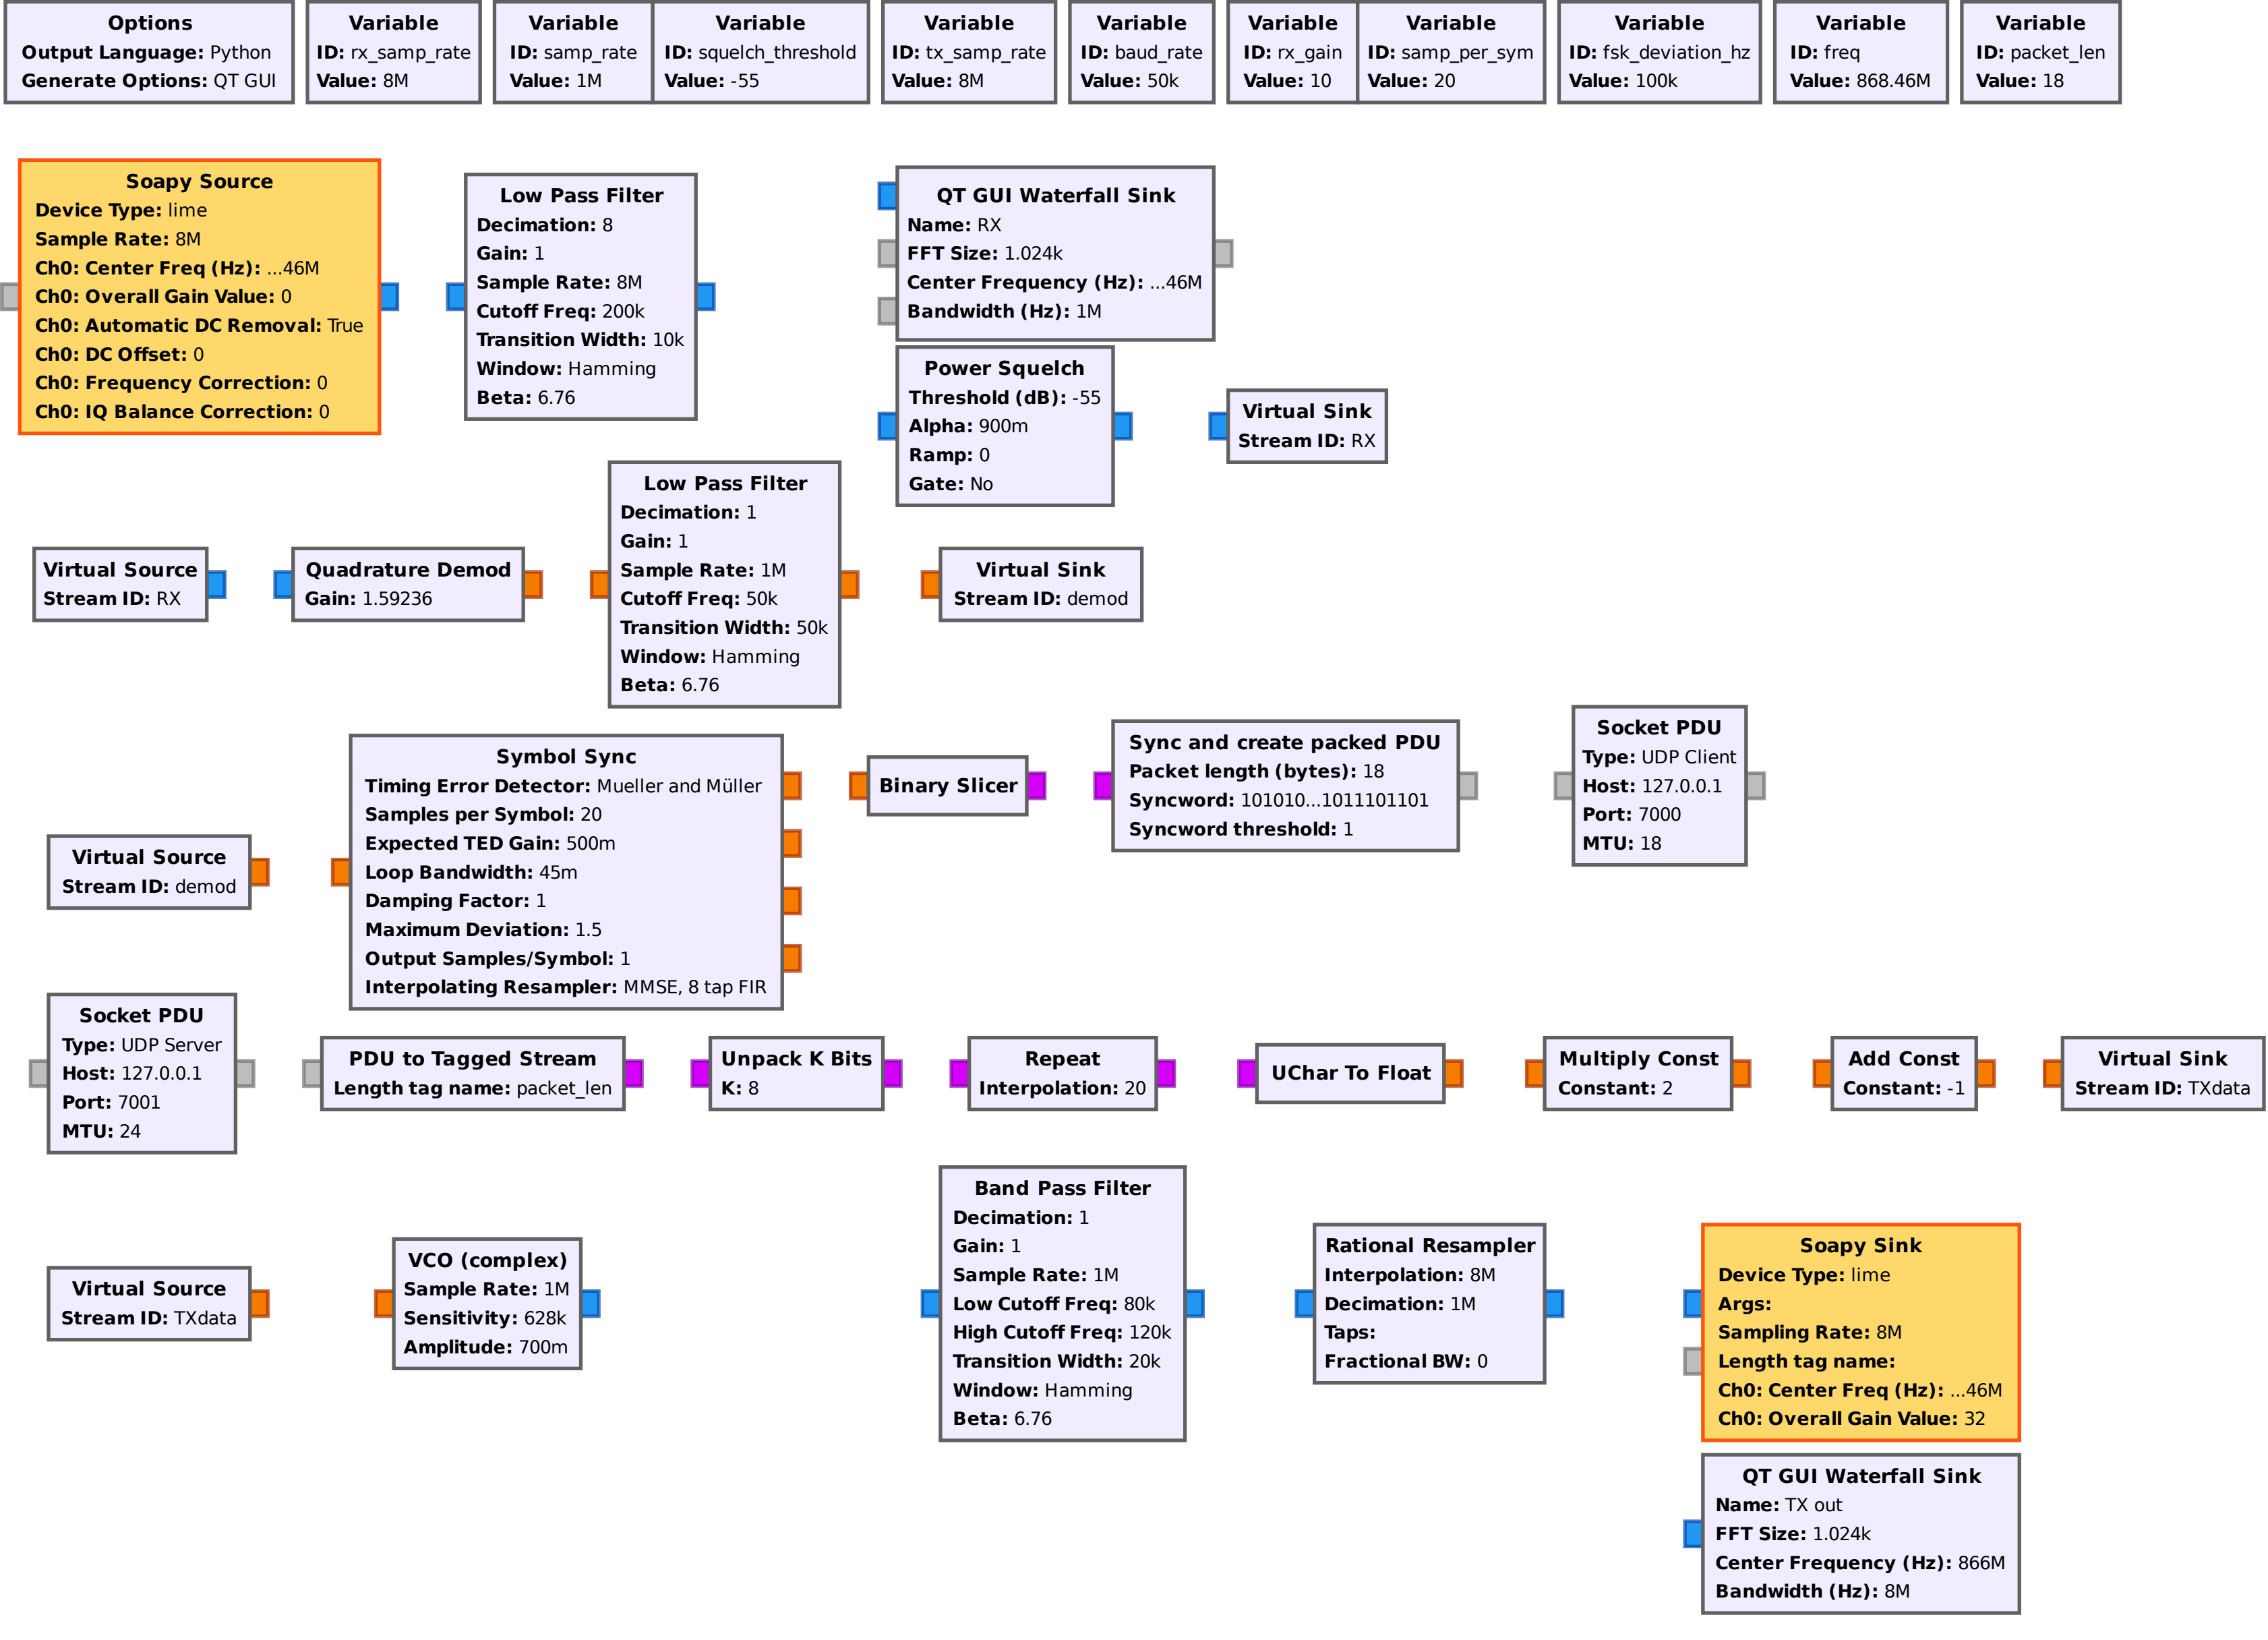 Options
Output Language: Python
Generate Options: QT GUI
Variable
ID: rx_samp_rate
Value: 8M
Variable
ID: samp_rate
Value: 1M
Variable
ID: squelch_threshold
Value: -55
Variable
ID: tx_samp_rate
Value: 8M
Variable
ID: baud_rate
Value: 50k
Variable
ID: rx_gain
Value: 10
Variable
ID: samp_per_sym
Value: 20
Variable
ID: fsk_deviation_hz
Value: 100k
Variable
ID: freq
Value: 868.46M
Variable
ID: packet_len
Value: 18
Soapy Source
Device Type: lime
Sample Rate: 8M
Ch0: Center Freq (Hz): ...46M
Ch0: Overall Gain Value: 0
Ch0: Automatic DC Removal: True
Ch0: DC Offset: 0
Ch0: Frequency Correction: 0
Ch0: IQ Balance Correction: 0
Low Pass Filter
Decimation: 8
Gain: 1
Sample Rate: 8M
Cutoff Freq: 200k
Transition Width: 10k
Window: Hamming
Beta: 6.76
QT GUI Waterfall Sink
Name: RX
FFT Size: 1.024k
Center Frequency (Hz): ...46M
Bandwidth (Hz): 1M
Power Squelch
Threshold (dB): -55
Alpha: 900m
Ramp: 0
Gate: No
Virtual Sink
Stream ID: RX
Virtual Source
Stream ID: RX
Quadrature Demod
Gain: 1.59236
Low Pass Filter
Decimation: 1
Gain: 1
Sample Rate: 1M
Cutoff Freq: 50k
Transition Width: 50k
Window: Hamming
Beta: 6.76
Virtual Sink
Stream ID: demod
Virtual Source
Stream ID: demod
Symbol Sync
Timing Error Detector: Mueller and Müller
Samples per Symbol: 20
Expected TED Gain: 500m
Loop Bandwidth: 45m
Damping Factor: 1
Maximum Deviation: 1.5
Output Samples/Symbol: 1
Interpolating Resampler: MMSE, 8 tap FIR
Binary Slicer
Sync and create packed PDU
Packet length (bytes): 18
Syncword: 101010...1011101101
Syncword threshold: 1
Socket PDU
Type: UDP Client
Host: 127.0.0.1
Port: 7000
MTU: 18
Socket PDU
Type: UDP Server
Host: 127.0.0.1
Port: 7001
MTU: 24
PDU to Tagged Stream
Length tag name: packet_len
Unpack K Bits
K: 8
Repeat
Interpolation: 20
UChar To Float
Multiply Const
Constant: 2
Add Const
Constant: -1
Virtual Sink
Stream ID: TXdata
Virtual Source
Stream ID: TXdata
VCO (complex)
Sample Rate: 1M
Sensitivity: 628k
Amplitude: 700m
Band Pass Filter
Decimation: 1
Gain: 1
Sample Rate: 1M
Low Cutoff Freq: 80k
High Cutoff Freq: 120k
Transition Width: 20k
Window: Hamming
Beta: 6.76
Rational Resampler
Interpolation: 8M
Decimation: 1M
Taps:
Fractional BW: 0
Soapy Sink
Device Type: lime
Args:
Sampling Rate: 8M
Length tag name:
Ch0: Center Freq (Hz): ...46M
Ch0: Overall Gain Value: 32
QT GUI Waterfall Sink
Name: TX out
FFT Size: 1.024k
Center Frequency (Hz): 866M
Bandwidth (Hz): 8M